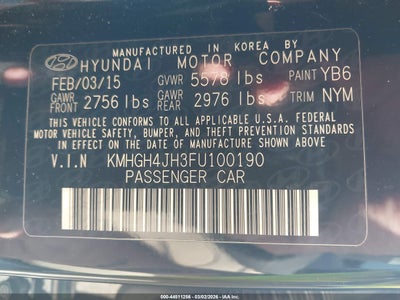 MANUFACTURED IN KOREA BY
HYUNDAI MOTOR COMPANY
FEB/03/15 GVWR 5578 lbs PAINT YB6
GAWR FRONT 2756 lbs GAWR REAR 2976 lbs TRIM NYM
THIS VEHICLE CONFORMS TO ALL APPLICABLE U.S.A. FEDERAL
MOTOR VEHICLE SAFETY, BUMPER, AND THEFT PREVENTION
STANDARDS IN EFFECT ON THE DATE OF MANUFACTURE
SHOWN ABOVE.
V.I.N KMHGH4JH3FU100190
PASSENGER CAR
000-44611256 - 03/02/2026 - IAA Inc.